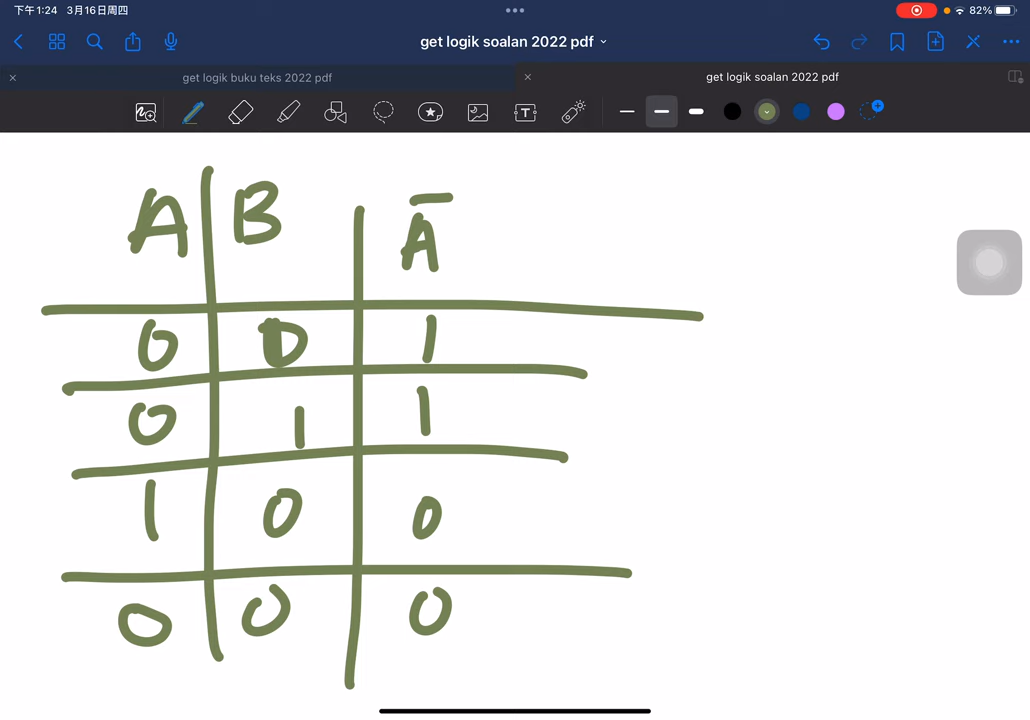 下午1:24 3月16日周四
82%
get logik soalan 2022 pdf
get logik buku teks 2022 pdf
get logik soalan 2022 pdf
A B Ā
0 0 1
0 1 1
1 0 0
0 0 0